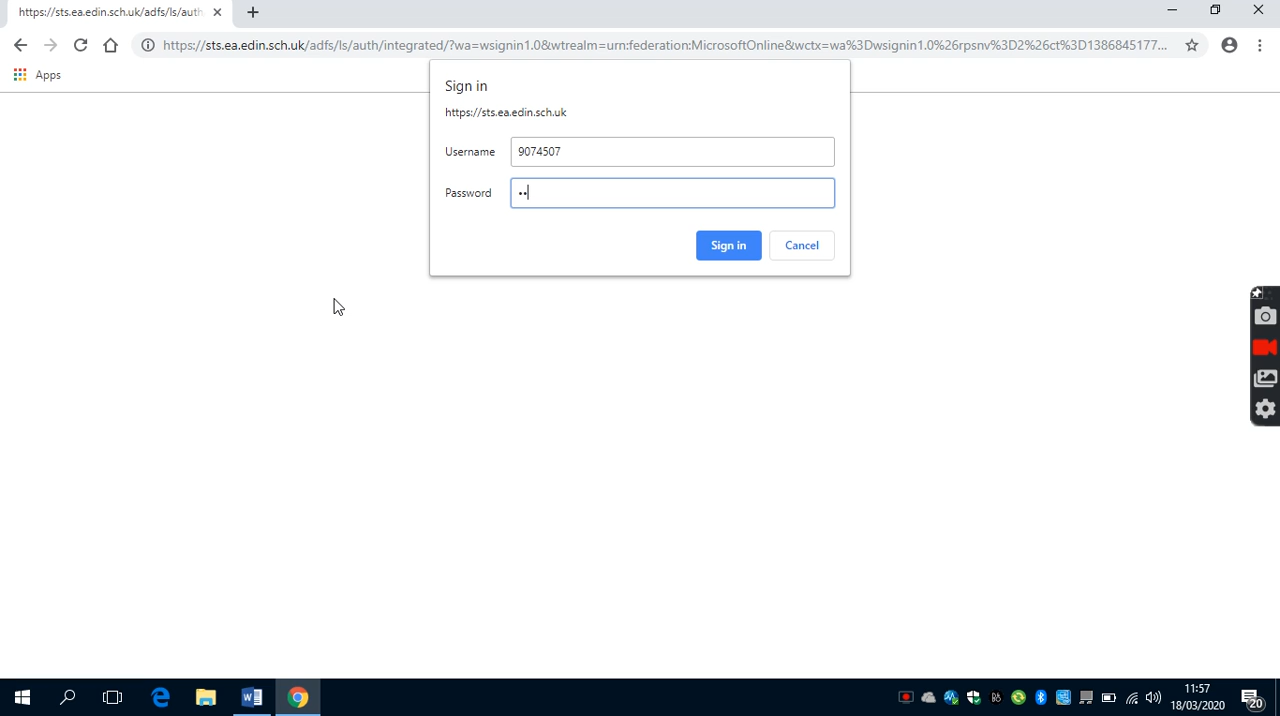 https://sts.ea.edin.sch.uk/adfs/ls/auth
https://sts.ea.edin.sch.uk/adfs/ls/auth/integrated/?wa=wsignin1.0&wtrealm=urn:federation:MicrosoftOnline&wctx=wa%3Dwsignin1.0%26rpsnv%3D2%26ct%3D1386845177...
Apps
Sign in
https://sts.ea.edin.sch.uk
Username 9074507
Password ••
Sign in Cancel
11:57
18/03/2020
20